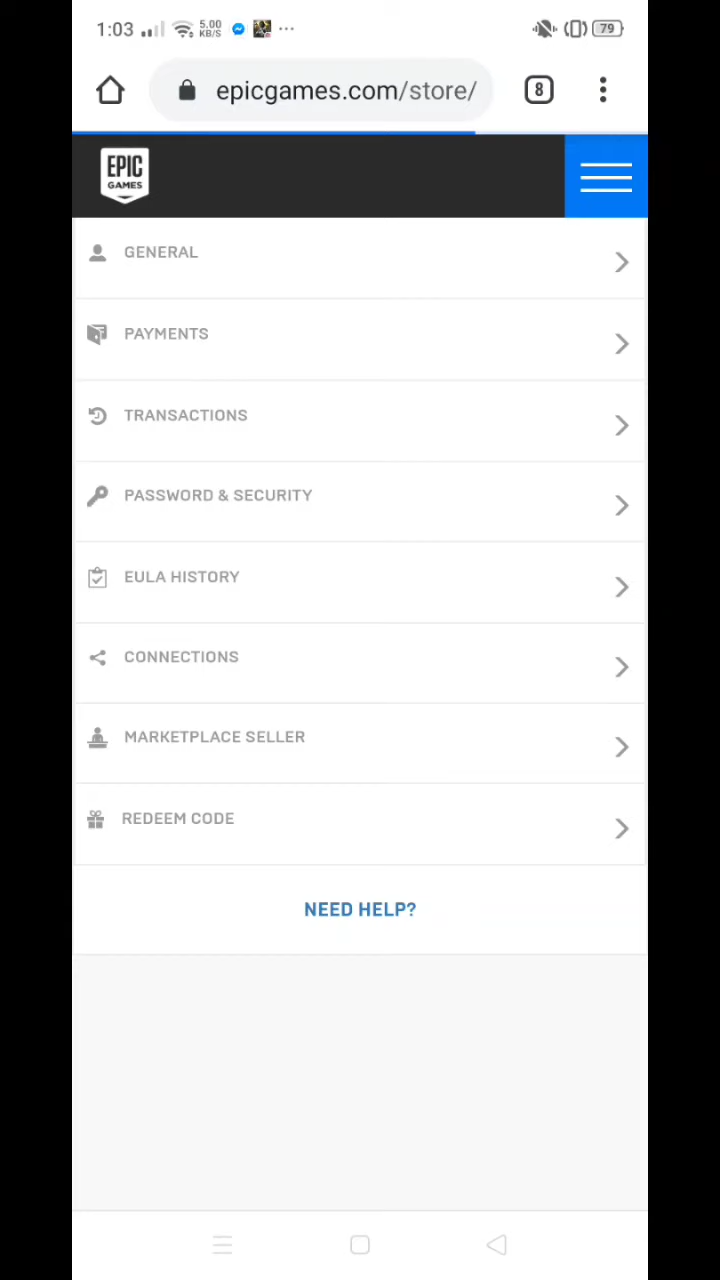 1:03 5.00 KB/S 79
epicgames.com/store/ 8
EPIC
GAMES
GENERAL
PAYMENTS
TRANSACTIONS
PASSWORD & SECURITY
EULA HISTORY
CONNECTIONS
MARKETPLACE SELLER
REDEEM CODE
NEED HELP?